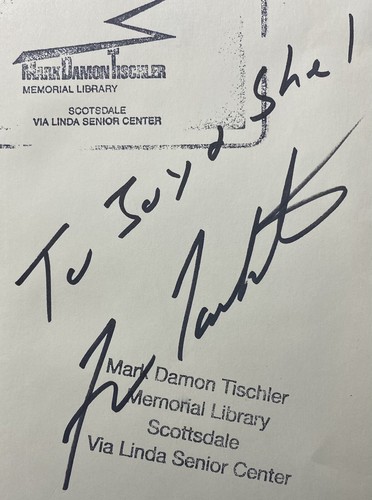 MARK DAMON TISCHLER
MEMORIAL LIBRARY
SCOTSDALE
VIA LINDA SENIOR CENTER
To Joy & Shel
Mark Damon Tischler
Memorial Library
Scottsdale
Via Linda Senior Center